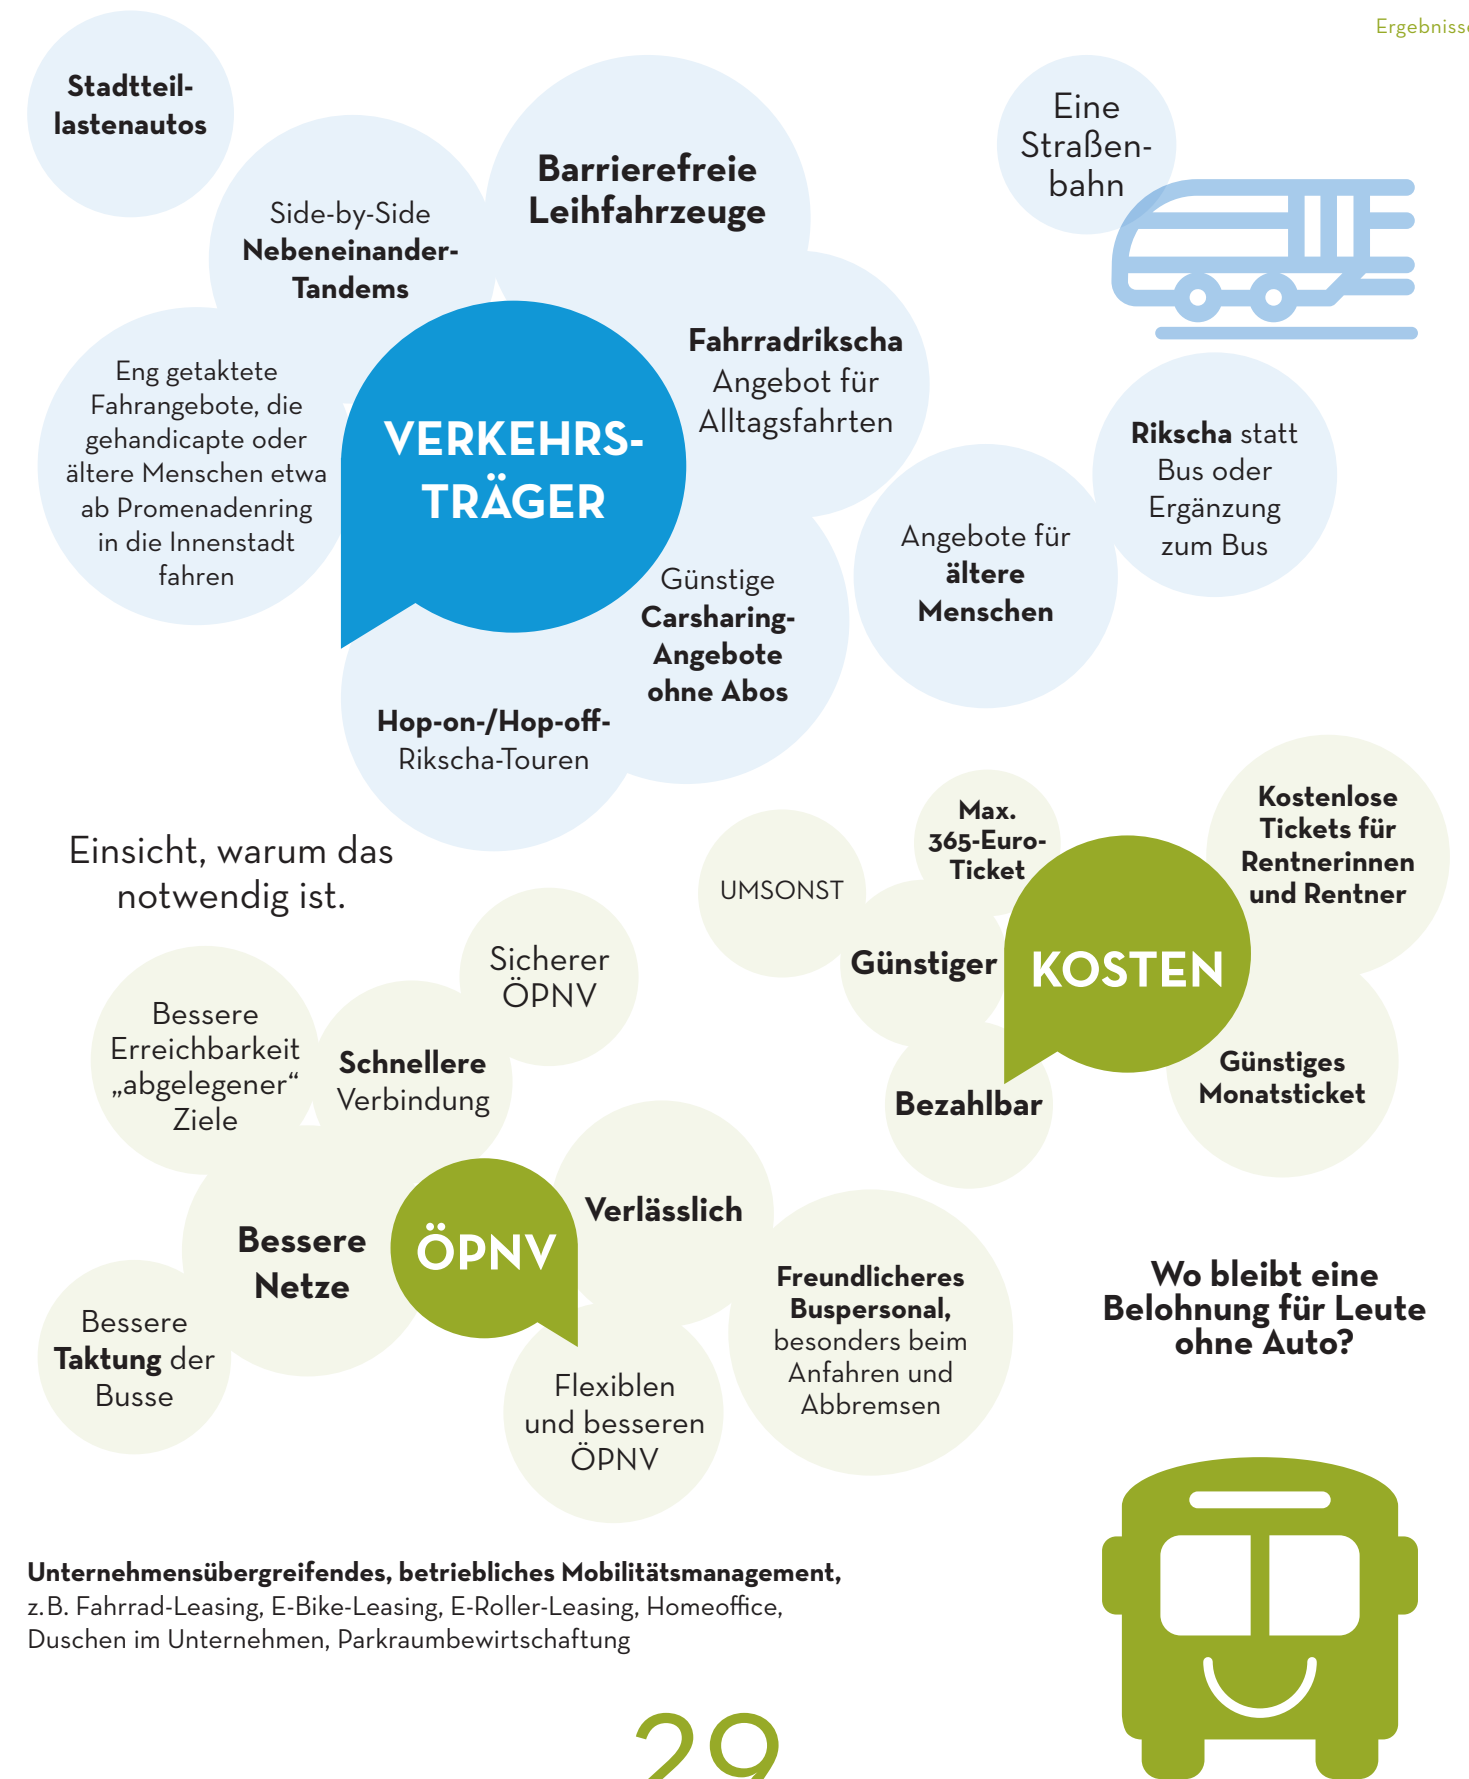 Ergebnisse
Stadtteil-
lastenautos
Side-by-Side
Nebeneinander-
Tandems
Barrierefreie
Leihfahrzeuge
Eine
Straßen-
bahn
Eng getaktete
Fahrangebote, die
gehandicapte oder
ältere Menschen etwa
ab Promenadenring
in die Innenstadt
fahren
VERKEHRS-
TRÄGER
Fahrradrikscha
Angebot für
Alltagsfahrten
Rikscha statt
Bus oder
Ergänzung
zum Bus
Angebote für
ältere
Menschen
Günstige
Carsharing-
Angebote
ohne Abos
Hop-on-/Hop-off-
Rikscha-Touren
Einsicht, warum das
notwendig ist.
UMSONST
Max.
365-Euro-
Ticket
Kostenlose
Tickets für
Rentnerinnen
und Rentner
Günstiger
KOSTEN
Bezahlbar
Günstiges
Monatsticket
Sicherer
ÖPNV
Bessere
Erreichbarkeit
„abgelegener“
Ziele
Schnellere
Verbindung
Bessere
Netze
ÖPNV
Verlässlich
Bessere
Taktung der
Busse
Flexiblen
und besseren
ÖPNV
Freundlicheres
Buspersonal,
besonders beim
Anfahren und
Abbremsen
Wo bleibt eine
Belohnung für Leute
ohne Auto?
Unternehmensübergreifendes, betriebliches Mobilitätsmanagement,
z. B. Fahrrad-Leasing, E-Bike-Leasing, E-Roller-Leasing, Homeoffice,
Duschen im Unternehmen, Parkraumbewirtschaftung
29